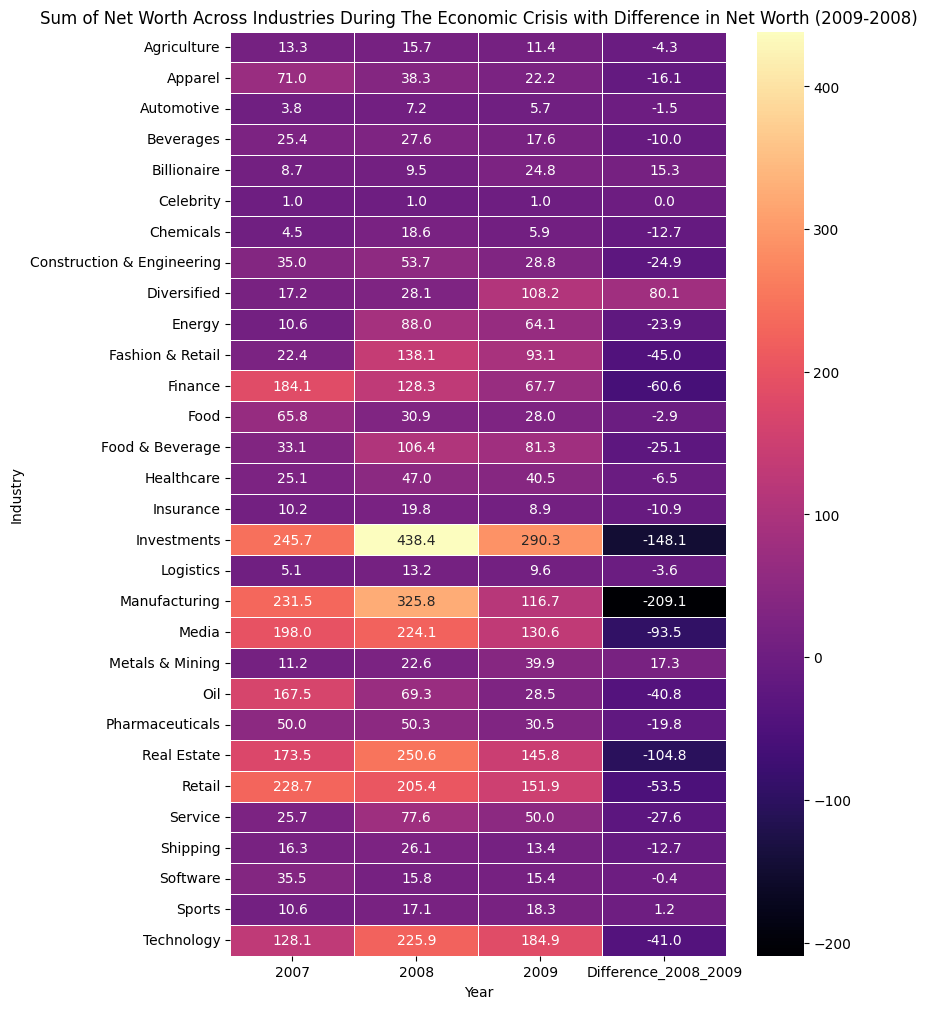 Sum of Net Worth Across Industries During The Economic Crisis with Difference in Net Worth (2009-2008)
Agriculture 13.3 15.7 11.4 -4.3
Apparel 71.0 38.3 22.2 -16.1
Automotive 3.8 7.2 5.7 -1.5
Beverages 25.4 27.6 17.6 -10.0
Billionaire 8.7 9.5 24.8 15.3
Celebrity 1.0 1.0 1.0 0.0
Chemicals 4.5 18.6 5.9 -12.7
Construction & Engineering 35.0 53.7 28.8 -24.9
Diversified 17.2 28.1 108.2 80.1
Energy 10.6 88.0 64.1 -23.9
Fashion & Retail 22.4 138.1 93.1 -45.0
Finance 184.1 128.3 67.7 -60.6
Food 65.8 30.9 28.0 -2.9
Food & Beverage 33.1 106.4 81.3 -25.1
Healthcare 25.1 47.0 40.5 -6.5
Insurance 10.2 19.8 8.9 -10.9
Investments 245.7 438.4 290.3 -148.1
Logistics 5.1 13.2 9.6 -3.6
Manufacturing 231.5 325.8 116.7 -209.1
Media 198.0 224.1 130.6 -93.5
Metals & Mining 11.2 22.6 39.9 17.3
Oil 167.5 69.3 28.5 -40.8
Pharmaceuticals 50.0 50.3 30.5 -19.8
Real Estate 173.5 250.6 145.8 -104.8
Retail 228.7 205.4 151.9 -53.5
Service 25.7 77.6 50.0 -27.6
Shipping 16.3 26.1 13.4 -12.7
Software 35.5 15.8 15.4 -0.4
Sports 10.6 17.1 18.3 1.2
Technology 128.1 225.9 184.9 -41.0
2007 2008 2009 Difference_2008_2009
Year
Industry
400
300
200
100
0
−100
−200